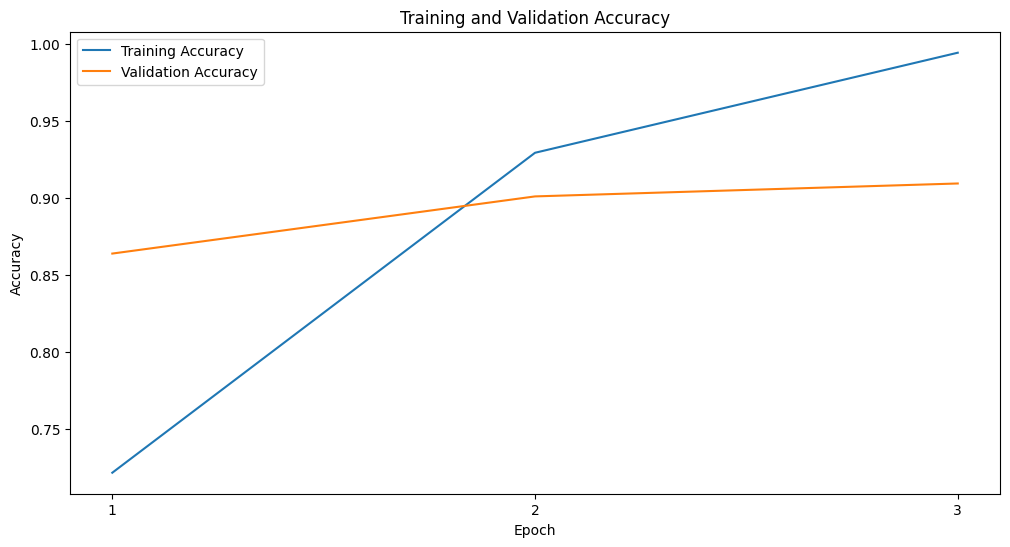 Training and Validation Accuracy
Training Accuracy
Validation Accuracy
1.00
0.95
0.90
0.85
0.80
0.75
Accuracy
1 2 3
Epoch